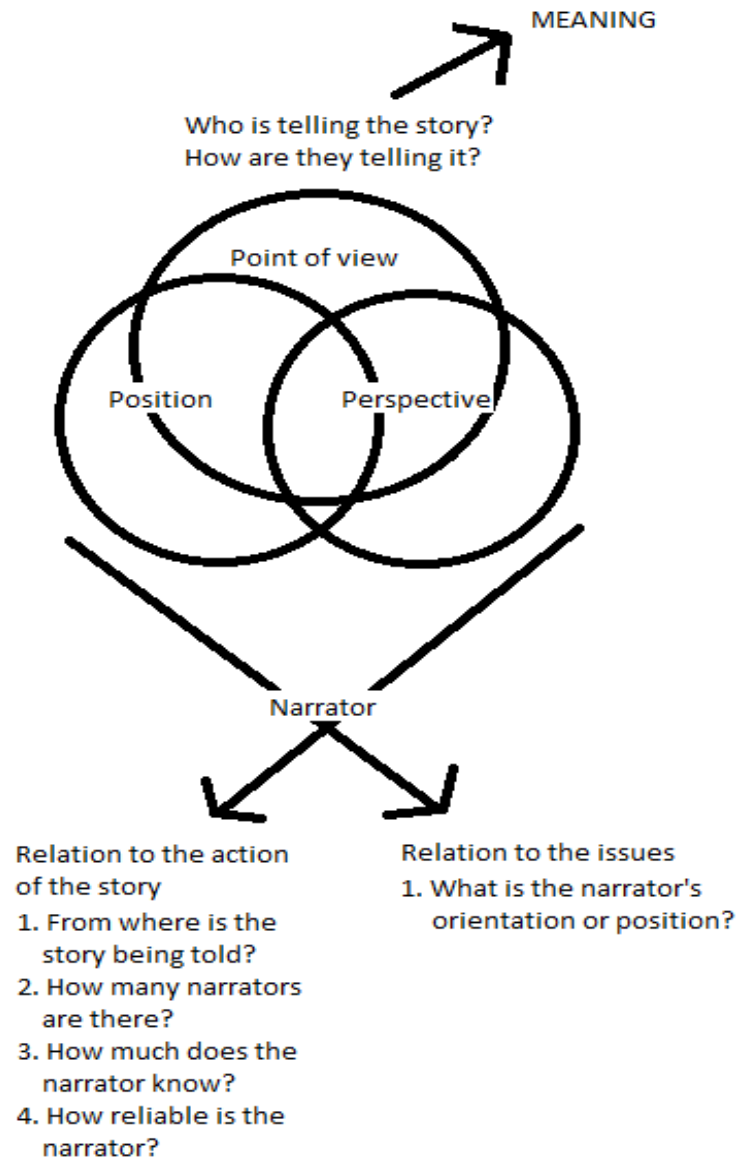 MEANING
Who is telling the story?
How are they telling it?
Point of view
Position
Perspective
Narrator
Relation to the action
of the story
1. From where is the
story being told?
2. How many narrators
are there?
3. How much does the
narrator know?
4. How reliable is the
narrator?
Relation to the issues
1. What is the narrator's
orientation or position?